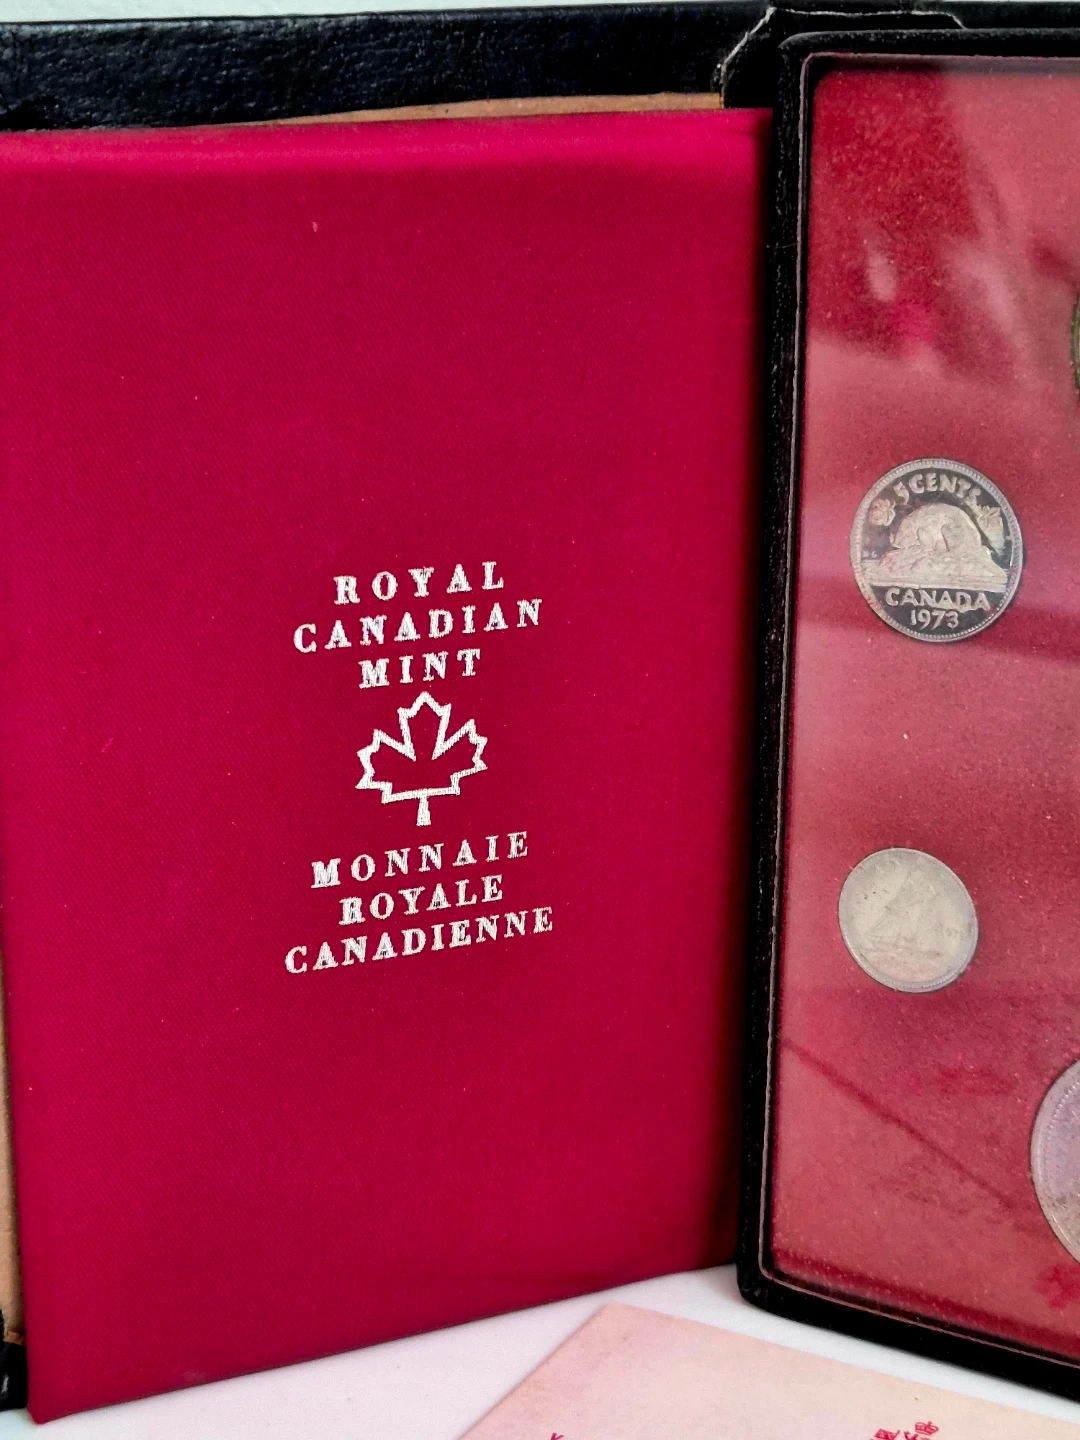 ROYAL
CANADIAN
MINT
MONNAIE
ROYALE
CANADIENNE
5 CENTS
CANADA
1973